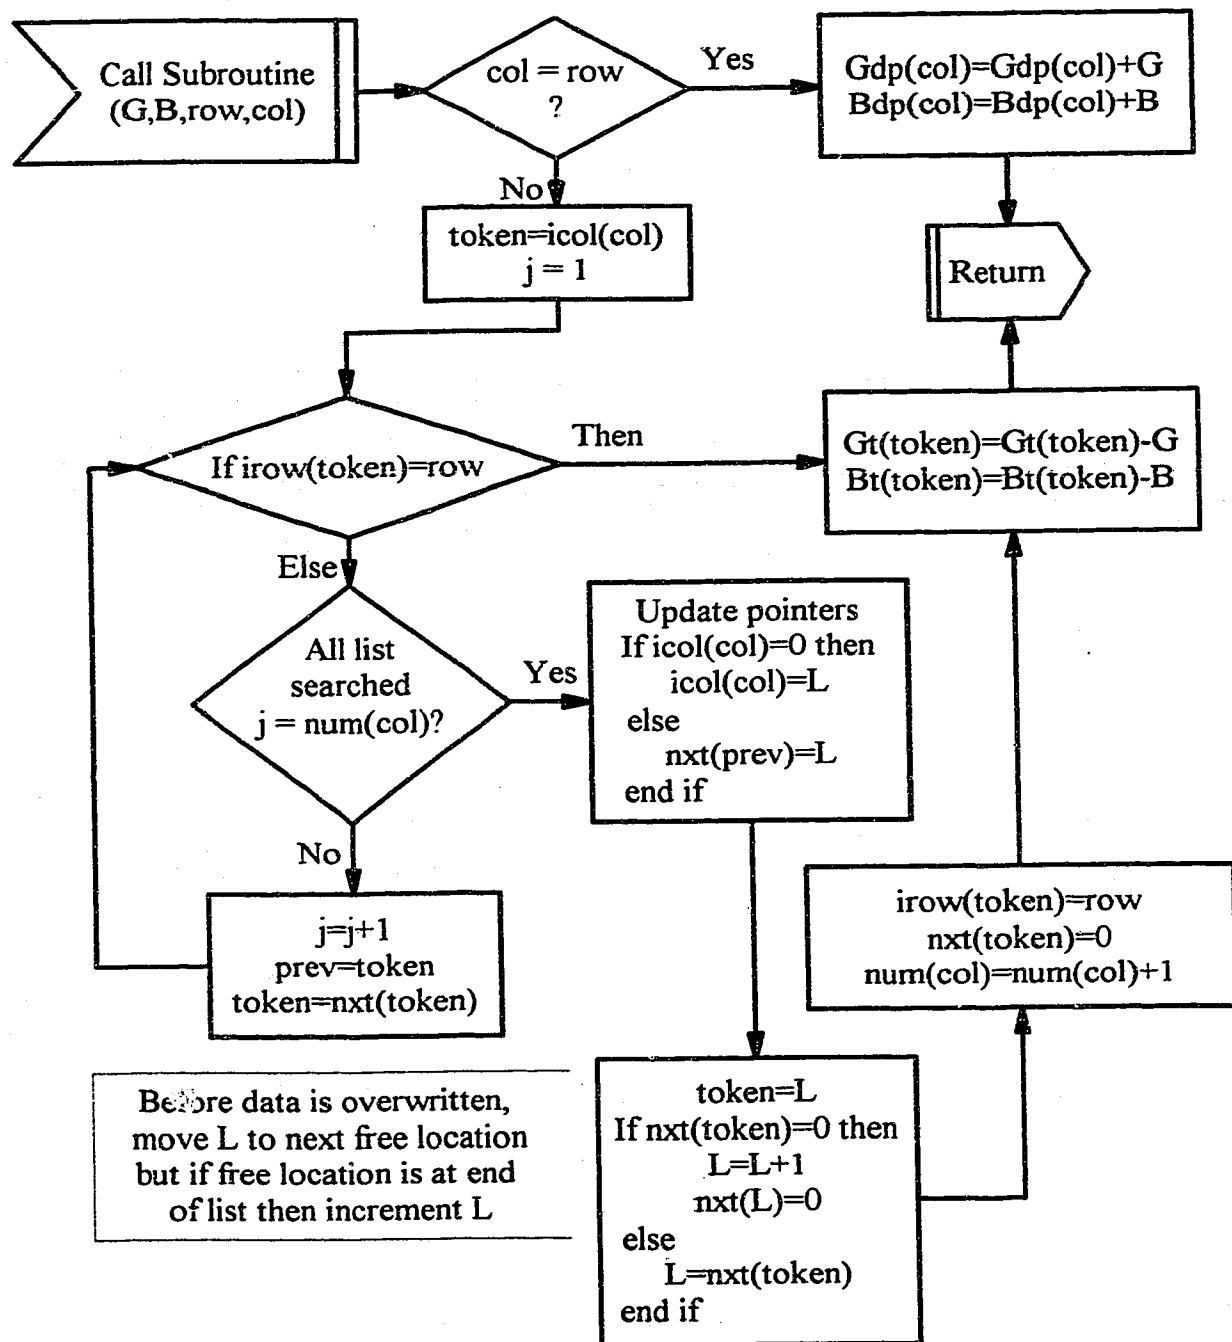 Call Subroutine
(G,B,row,col)
col = row
?
Yes
Gdp(col)=Gdp(col)+G
Bdp(col)=Bdp(col)+B
No
token=icol(col)
j = 1
Return
If irow(token)=row
Then
Gt(token)=Gt(token)-G
Bt(token)=Bt(token)-B
Else
All list
searched
j = num(col)?
Yes
Update pointers
If icol(col)=0 then
icol(col)=L
else
nxt(prev)=L
end if
No
j=j+1
prev=token
token=nxt(token)
irow(token)=row
nxt(token)=0
num(col)=num(col)+1
Before data is overwritten,
move L to next free location
but if free location is at end
of list then increment L
token=L
If nxt(token)=0 then
L=L+1
nxt(L)=0
else
L=nxt(token)
end if